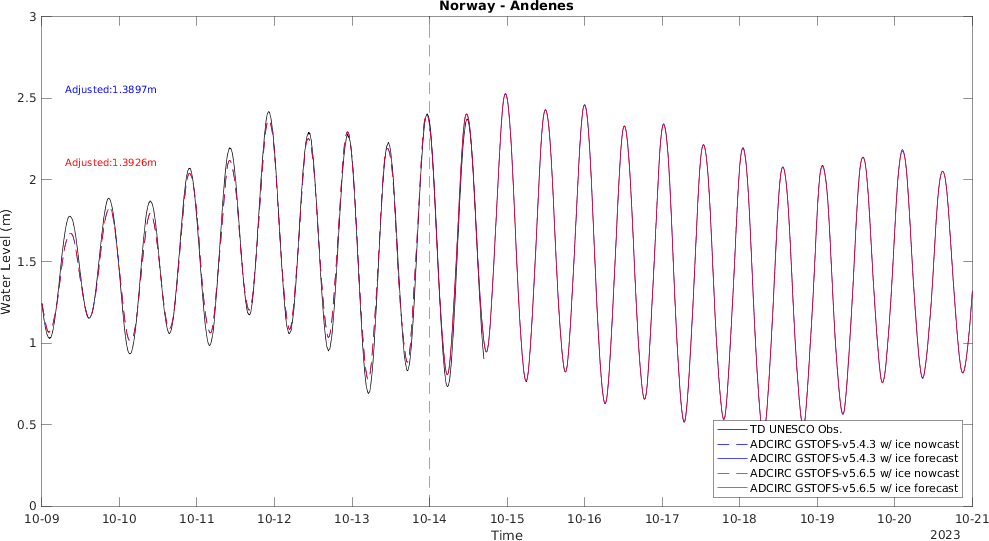 Norway - Andenes
3
2.5
2
1.5
1
0.5
0
Water Level (m)
Adjusted:1.3897m
Adjusted:1.3926m
TD UNESCO Obs.
ADCIRC GSTOFS-v5.4.3 w/ ice nowcast
ADCIRC GSTOFS-v5.4.3 w/ ice forecast
ADCIRC GSTOFS-v5.6.5 w/ ice nowcast
ADCIRC GSTOFS-v5.6.5 w/ ice forecast
10-09 10-10 10-11 10-12 10-13 10-14 10-15 10-16 10-17 10-18 10-19 10-20 10-21
Time
2023